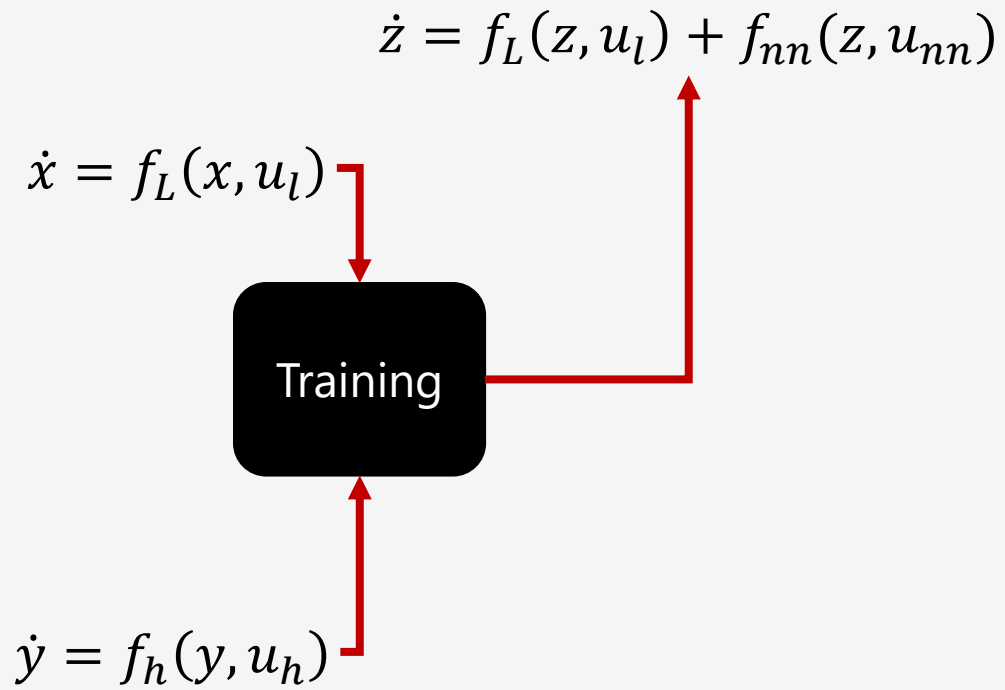 ż = f_L(z, u_l) + f_nn(z, u_nn)
ẋ = f_L(x, u_l)
Training
ẏ = f_h(y, u_h)